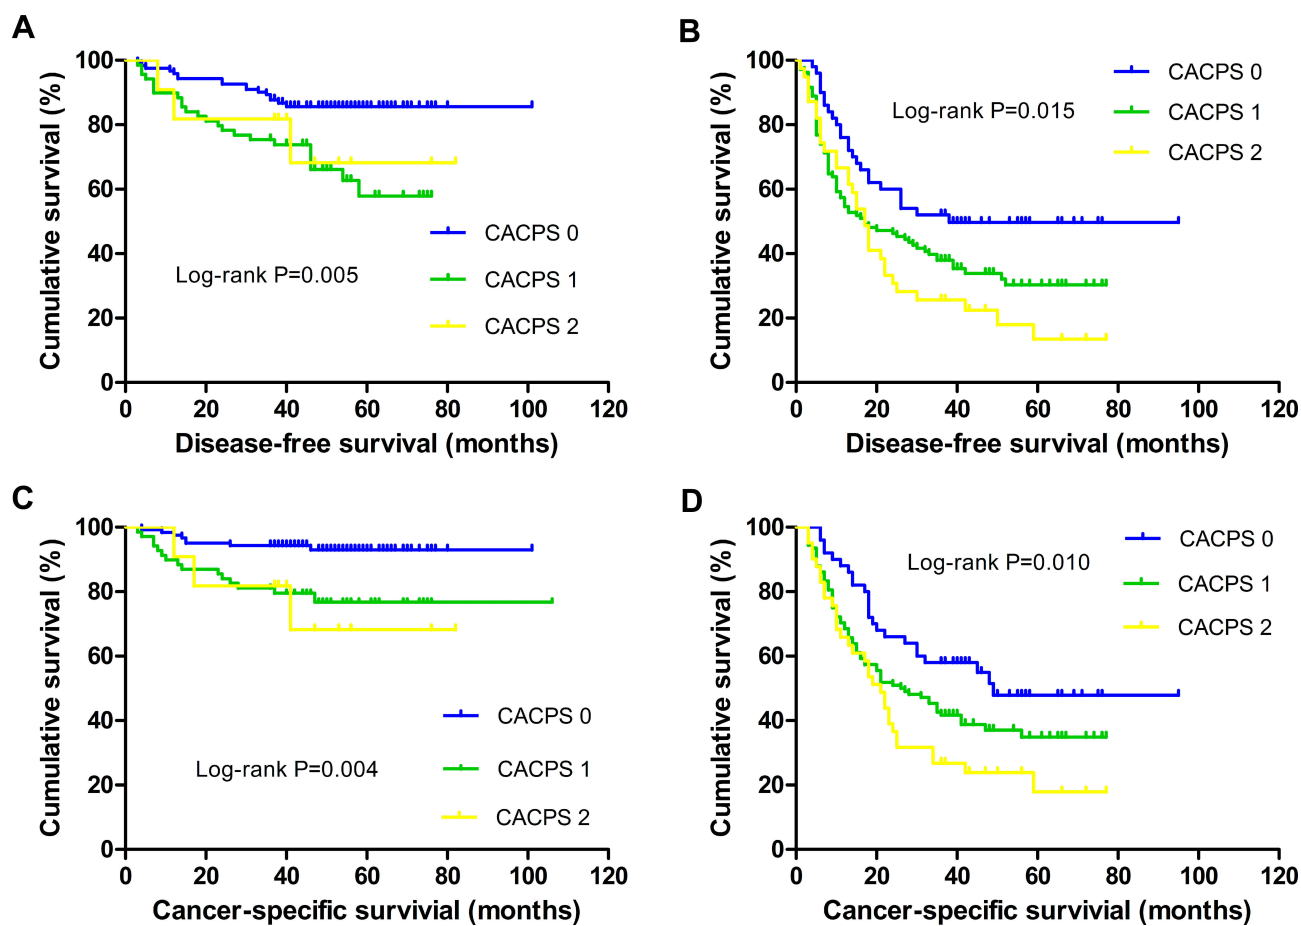 A
Cumulative survival (%)
100
80
60
40
20
0
0 20 40 60 80 100 120
Disease-free survival (months)
Log-rank P=0.005
CACPS 0
CACPS 1
CACPS 2
B
Cumulative survival (%)
100
80
60
40
20
0
0 20 40 60 80 100 120
Disease-free survival (months)
Log-rank P=0.015
CACPS 0
CACPS 1
CACPS 2
C
Cumulative survival (%)
100
80
60
40
20
0
0 20 40 60 80 100 120
Cancer-specific survivial (months)
Log-rank P=0.004
CACPS 0
CACPS 1
CACPS 2
D
Cumulative survival (%)
100
80
60
40
20
0
0 20 40 60 80 100 120
Cancer-specific survivial (months)
Log-rank P=0.010
CACPS 0
CACPS 1
CACPS 2